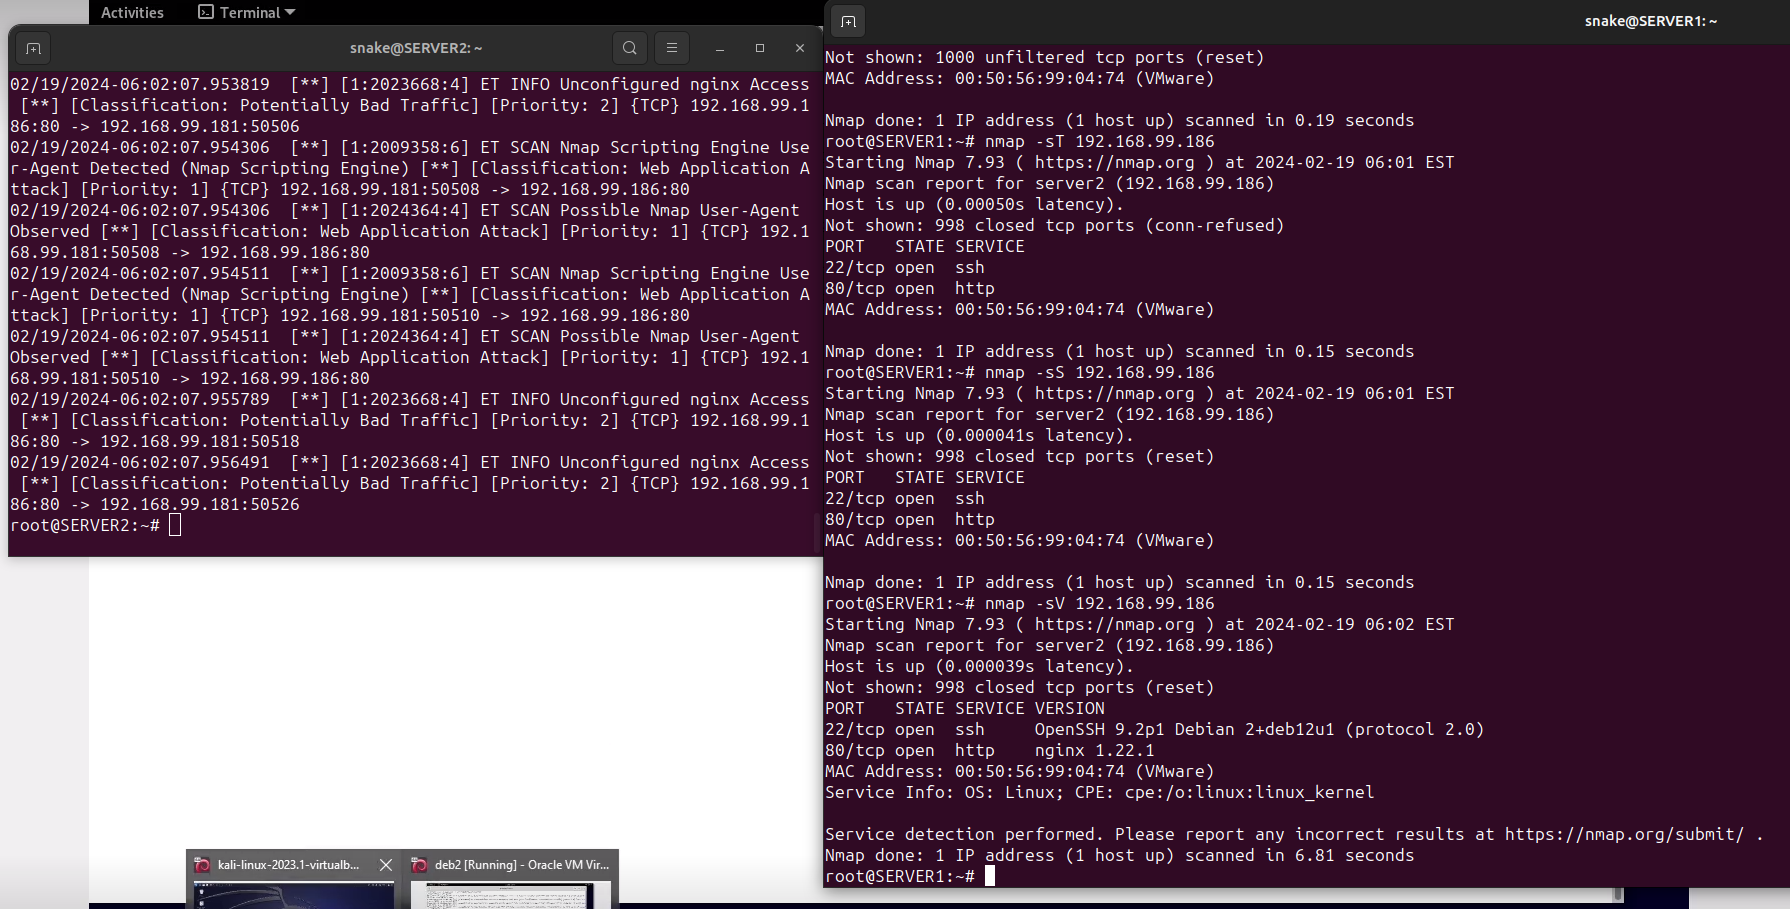 Activities
Terminal
snake@SERVER2: ~
02/19/2024-06:02:07.953819  [**] [1:2023668:4] ET INFO Unconfigured nginx Access
 [**] [Classification: Potentially Bad Traffic] [Priority: 2] {TCP} 192.168.99.1
86:80 -> 192.168.99.181:50506
02/19/2024-06:02:07.954306  [**] [1:2009358:6] ET SCAN Nmap Scripting Engine Use
r-Agent Detected (Nmap Scripting Engine) [**] [Classification: Web Application A
ttack] [Priority: 1] {TCP} 192.168.99.181:50508 -> 192.168.99.186:80
02/19/2024-06:02:07.954306  [**] [1:2024364:4] ET SCAN Possible Nmap User-Agent
Observed [**] [Classification: Web Application Attack] [Priority: 1] {TCP} 192.1
68.99.181:50508 -> 192.168.99.186:80
02/19/2024-06:02:07.954511  [**] [1:2009358:6] ET SCAN Nmap Scripting Engine Use
r-Agent Detected (Nmap Scripting Engine) [**] [Classification: Web Application A
ttack] [Priority: 1] {TCP} 192.168.99.181:50510 -> 192.168.99.186:80
02/19/2024-06:02:07.954511  [**] [1:2024364:4] ET SCAN Possible Nmap User-Agent
Observed [**] [Classification: Web Application Attack] [Priority: 1] {TCP} 192.1
68.99.181:50510 -> 192.168.99.186:80
02/19/2024-06:02:07.955789  [**] [1:2023668:4] ET INFO Unconfigured nginx Access
 [**] [Classification: Potentially Bad Traffic] [Priority: 2] {TCP} 192.168.99.1
86:80 -> 192.168.99.181:50518
02/19/2024-06:02:07.956491  [**] [1:2023668:4] ET INFO Unconfigured nginx Access
 [**] [Classification: Potentially Bad Traffic] [Priority: 2] {TCP} 192.168.99.1
86:80 -> 192.168.99.181:50526
root@SERVER2:~#
snake@SERVER1: ~
Not shown: 1000 unfiltered tcp ports (reset)
MAC Address: 00:50:56:99:04:74 (VMware)
Nmap done: 1 IP address (1 host up) scanned in 0.19 seconds
root@SERVER1:~# nmap -sT 192.168.99.186
Starting Nmap 7.93 ( https://nmap.org ) at 2024-02-19 06:01 EST
Nmap scan report for server2 (192.168.99.186)
Host is up (0.00050s latency).
Not shown: 998 closed tcp ports (conn-refused)
PORT   STATE SERVICE
22/tcp open  ssh
80/tcp open  http
MAC Address: 00:50:56:99:04:74 (VMware)
Nmap done: 1 IP address (1 host up) scanned in 0.15 seconds
root@SERVER1:~# nmap -sS 192.168.99.186
Starting Nmap 7.93 ( https://nmap.org ) at 2024-02-19 06:01 EST
Nmap scan report for server2 (192.168.99.186)
Host is up (0.000041s latency).
Not shown: 998 closed tcp ports (reset)
PORT   STATE SERVICE
22/tcp open  ssh
80/tcp open  http
MAC Address: 00:50:56:99:04:74 (VMware)
Nmap done: 1 IP address (1 host up) scanned in 0.15 seconds
root@SERVER1:~# nmap -sV 192.168.99.186
Starting Nmap 7.93 ( https://nmap.org ) at 2024-02-19 06:02 EST
Nmap scan report for server2 (192.168.99.186)
Host is up (0.000039s latency).
Not shown: 998 closed tcp ports (reset)
PORT   STATE SERVICE VERSION
22/tcp open  ssh     OpenSSH 9.2p1 Debian 2+deb12u1 (protocol 2.0)
80/tcp open  http    nginx 1.22.1
MAC Address: 00:50:56:99:04:74 (VMware)
Service Info: OS: Linux; CPE: cpe:/o:linux:linux_kernel
Service detection performed. Please report any incorrect results at https://nmap.org/submit/ .
Nmap done: 1 IP address (1 host up) scanned in 6.81 seconds
root@SERVER1:~#
kali-linux-2023.1-virtualb...
deb2 [Running] - Oracle VM Vir...